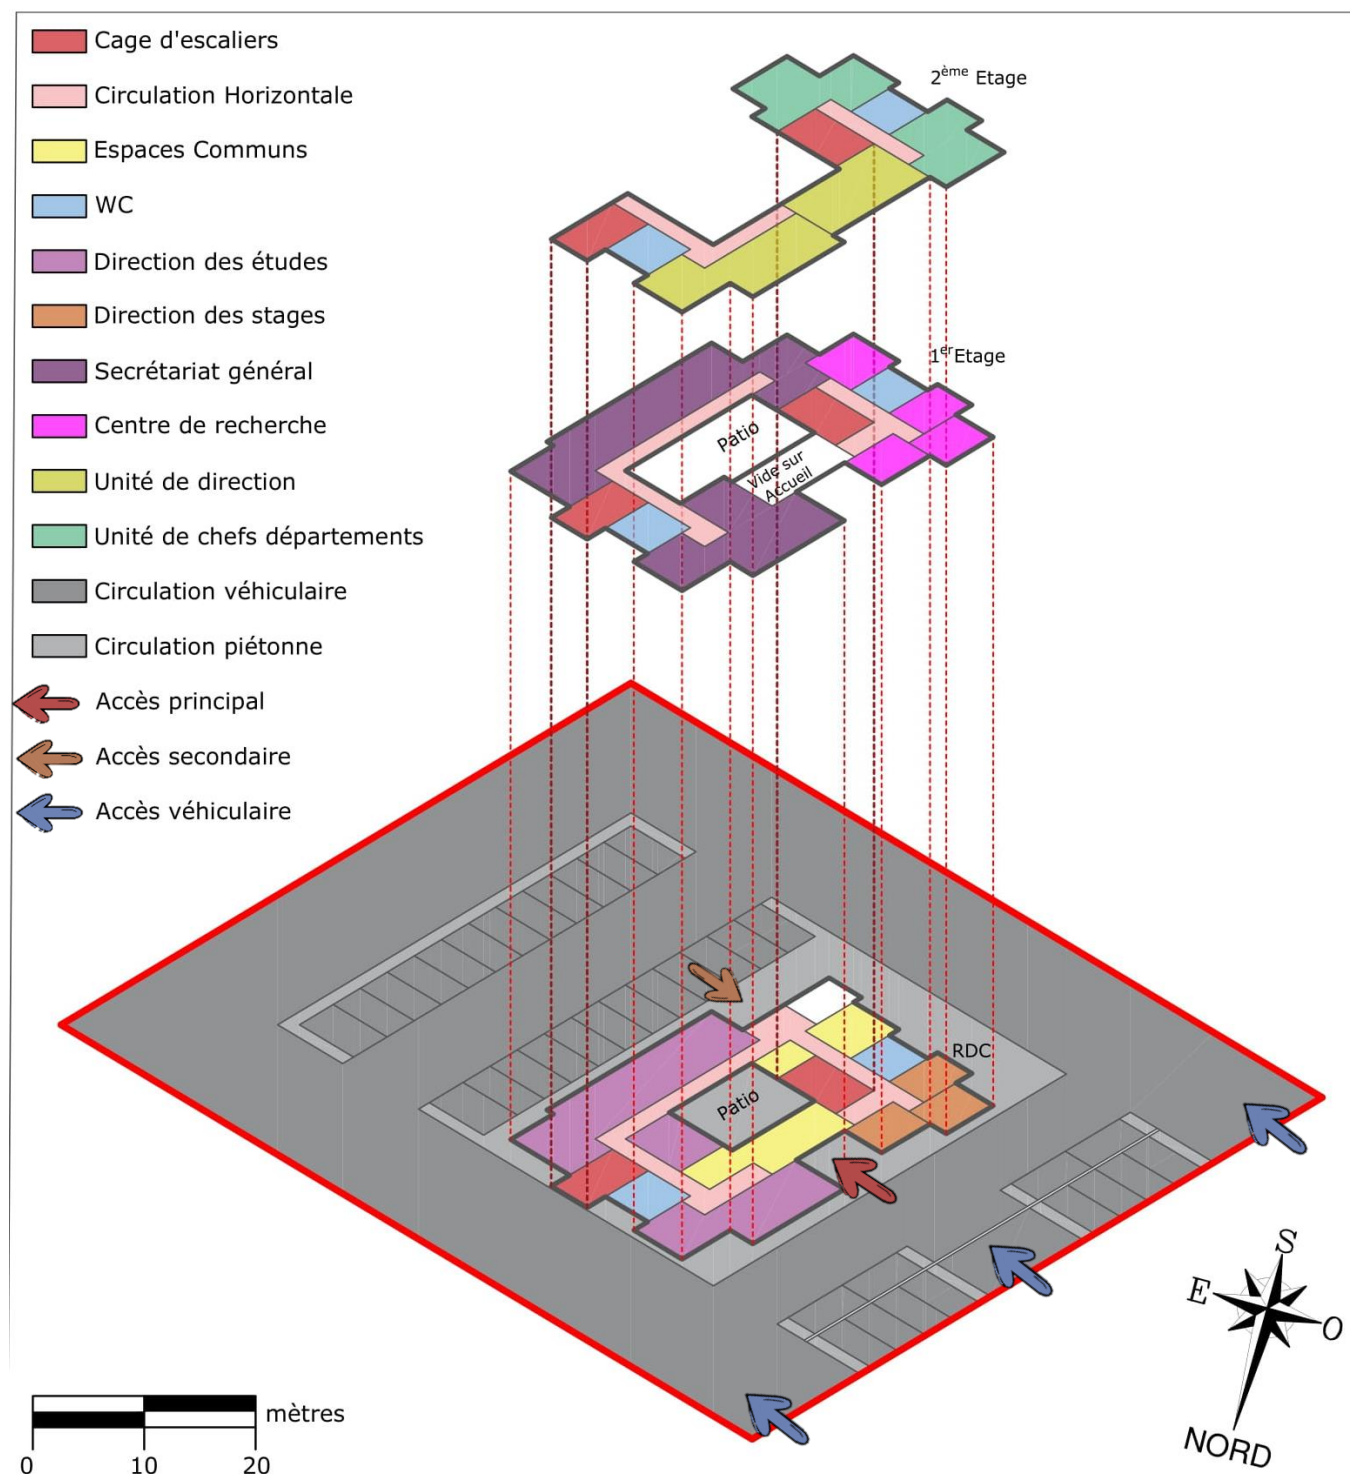 Cage d'escaliers
Circulation Horizontale
Espaces Communs
WC
Direction des études
Direction des stages
Secrétariat général
Centre de recherche
Unité de direction
Unité de chefs départements
Circulation véhiculaire
Circulation piétonne
Accès principal
Accès secondaire
Accès véhiculaire
2ème Etage
1er Etage
Patio
Vide sur
Accueil
RDC
Patio
S
E
O
NORD
mètres
0 10 20